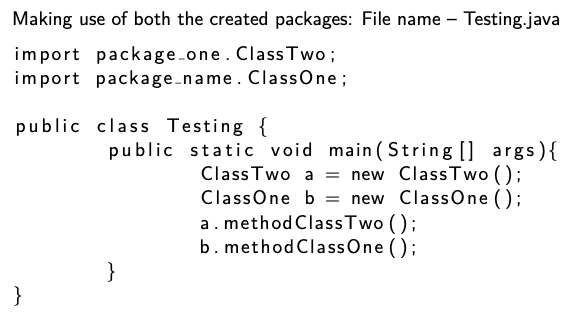 Making use of both the created packages: File name – Testing.java
import package_one.ClassTwo;
import package_name.ClassOne;
public class Testing {
public static void main(String[] args){
ClassTwo a = new ClassTwo();
ClassOne b = new ClassOne();
a.methodClassTwo();
b.methodClassOne();
}
}